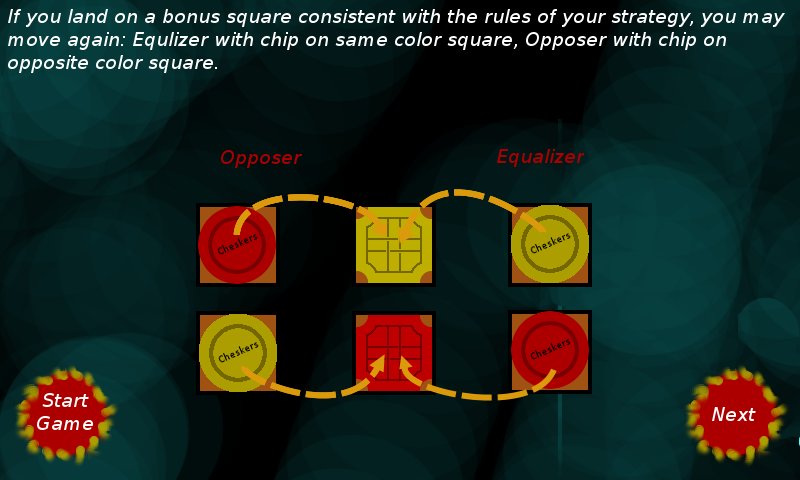 If you land on a bonus square consistent with the rules of your strategy, you may
move again: Equlizer with chip on same color square, Opposer with chip on
opposite color square.
Opposer
Equalizer
Cheskers
Cheskers
Cheskers
Cheskers
Start
Game
Next